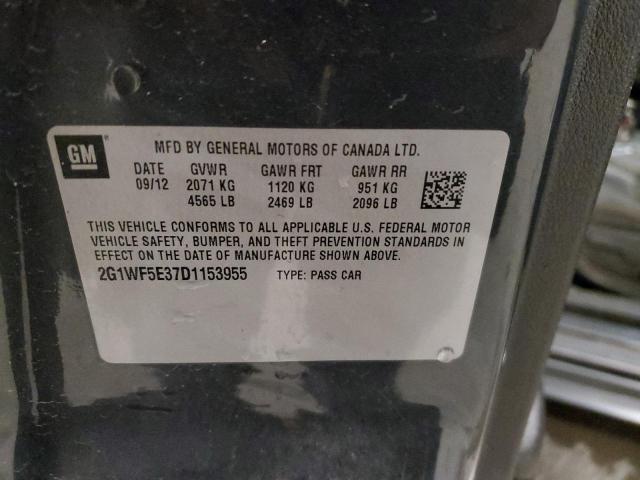 GM
MFD BY GENERAL MOTORS OF CANADA LTD.
DATE GVWR GAWR FRT GAWR RR
09/12 2071 KG 1120 KG 951 KG
4565 LB 2469 LB 2096 LB
THIS VEHICLE CONFORMS TO ALL APPLICABLE U.S. FEDERAL MOTOR
VEHICLE SAFETY, BUMPER, AND THEFT PREVENTION STANDARDS IN
EFFECT ON THE DATE OF MANUFACTURE SHOWN ABOVE.
2G1WF5E37D1153955 TYPE: PASS CAR